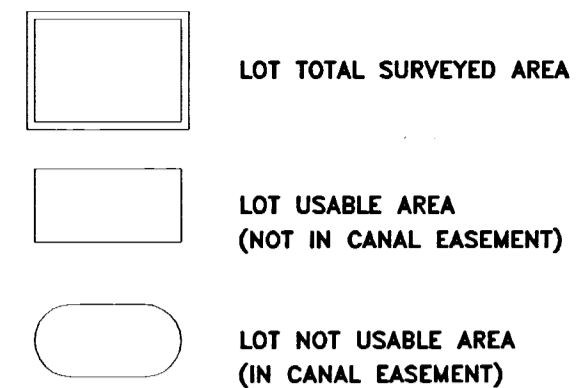 LOT TOTAL SURVEYED AREA
LOT USABLE AREA
(NOT IN CANAL EASEMENT)
LOT NOT USABLE AREA
(IN CANAL EASEMENT)